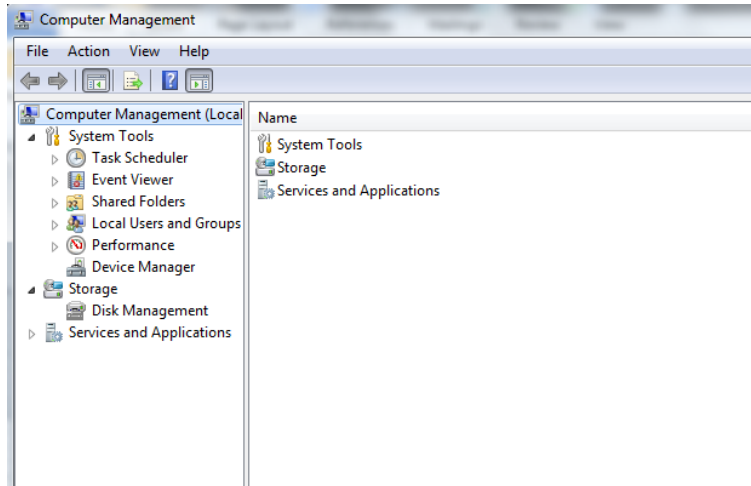 Computer Management
File Action View Help
Computer Management (Local
System Tools
Task Scheduler
Event Viewer
Shared Folders
Local Users and Groups
Performance
Device Manager
Storage
Disk Management
Services and Applications
Name
System Tools
Storage
Services and Applications